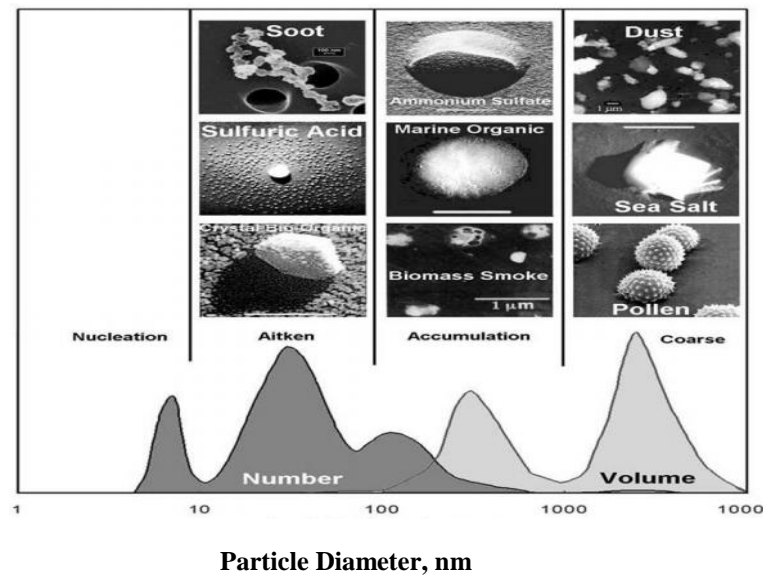 Soot
100 nm
Ammonium Sulfate
Dust
1 µm
Sulfuric Acid
Marine Organic
Sea Salt
Crystal Bio-Organic
Biomass Smoke
1 µm
Pollen
Nucleation
Aitken
Accumulation
Coarse
Number
Volume
1
10
100
1000
1000
Particle Diameter, nm